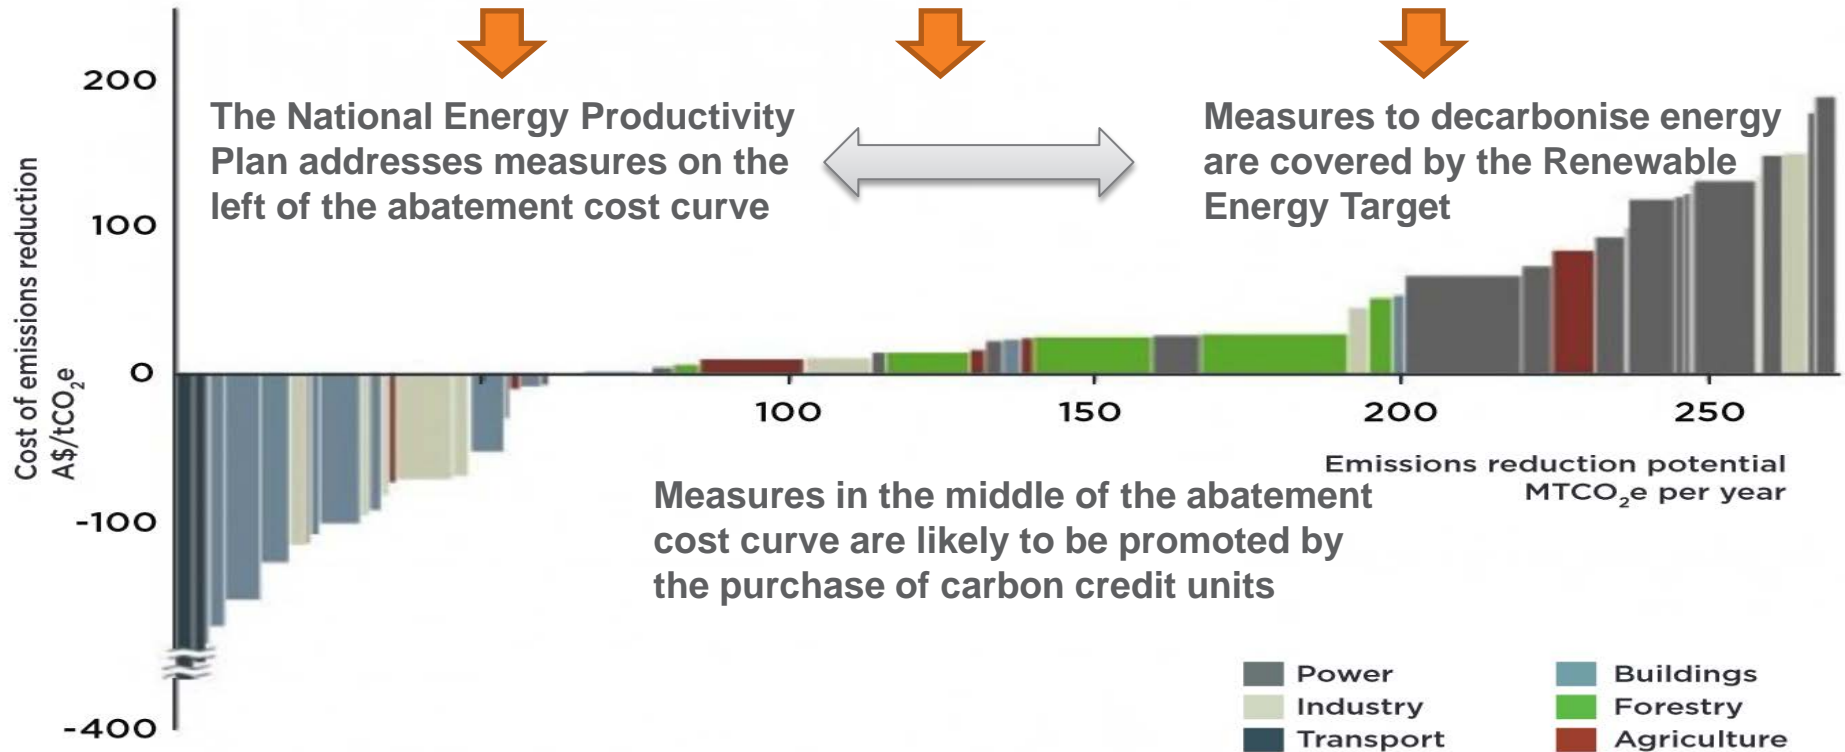 200
100
0
-100
-400
Cost of emissions reduction
A$/tCO₂e
The National Energy Productivity
Plan addresses measures on the
left of the abatement cost curve
Measures to decarbonise energy
are covered by the Renewable
Energy Target
100
150
200
250
Emissions reduction potential
MTCO₂e per year
Measures in the middle of the abatement
cost curve are likely to be promoted by
the purchase of carbon credit units
Power
Industry
Transport
Buildings
Forestry
Agriculture